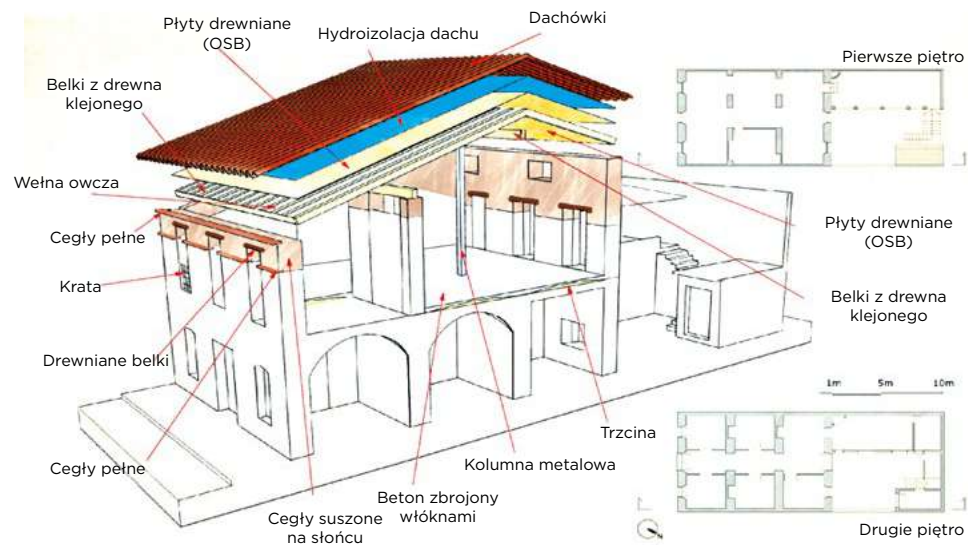 Płyty drewniane
(OSB)
Hydroizolacja dachu
Dachówki
Belki z drewna
klejonego
Pierwsze piętro
Wełna owcza
Cegły pełne
Płyty drewniane
(OSB)
Krata
Belki z drewna
klejonego
Drewniane belki
1m 5m 10m
Trzcina
Cegły pełne
Kolumna metalowa
Beton zbrojony
włóknami
Cegły suszone
na słońcu
Drugie piętro
N